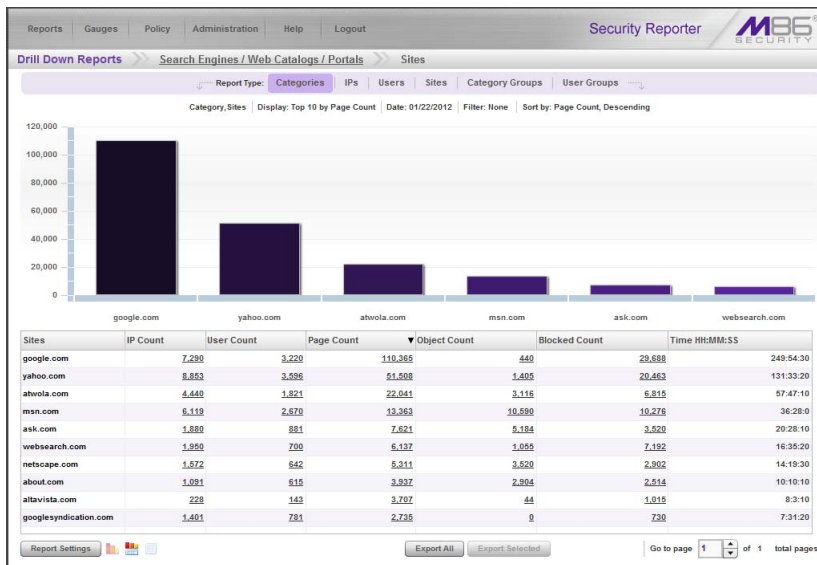 Reports Gauges Policy Administration Help Logout Security Reporter M86® SECURITY
Drill Down Reports Search Engines / Web Catalogs / Portals Sites
Report Type: Categories IPs Users Sites Category Groups User Groups
Category,Sites Display: Top 10 by Page Count Date: 01/22/2012 Filter: None Sort by: Page Count, Descending
120,000
100,000
80,000
60,000
40,000
20,000
0
google.com yahoo.com atwola.com msn.com ask.com websearch.com
Sites IP Count User Count Page Count Object Count Blocked Count Time HH:MM:SS
google.com 7,290 3,220 110,365 440 29,688 249:54:30
yahoo.com 8,853 3,596 51,508 1,405 20,463 131:33:20
atwola.com 4,440 1,821 22,041 3,116 6,815 57:47:10
msn.com 6,119 2,670 13,363 10,590 10,276 36:28:0
ask.com 1,880 881 7,621 5,184 3,520 20:28:10
websearch.com 1,950 700 6,137 1,055 7,192 16:35:20
netscape.com 1,572 642 5,311 3,520 2,902 14:19:30
about.com 1,091 615 3,937 2,904 2,514 10:10:10
altavista.com 228 143 3,707 44 1,015 8:3:10
googlesyndication.com 1,401 781 2,735 0 730 7:31:20
Report Settings Export All Export Selected Go to page 1 of 1 total pages